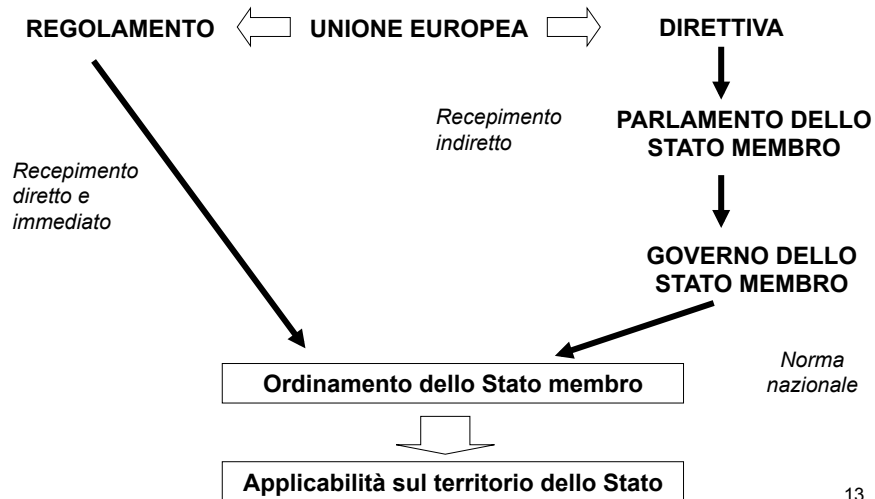 REGOLAMENTO UNIONE EUROPEA DIRETTIVA
Recepimento
indiretto
PARLAMENTO DELLO
STATO MEMBRO
Recepimento
diretto e
immediato
GOVERNO DELLO
STATO MEMBRO
Norma
nazionale
Ordinamento dello Stato membro
Applicabilità sul territorio dello Stato
13